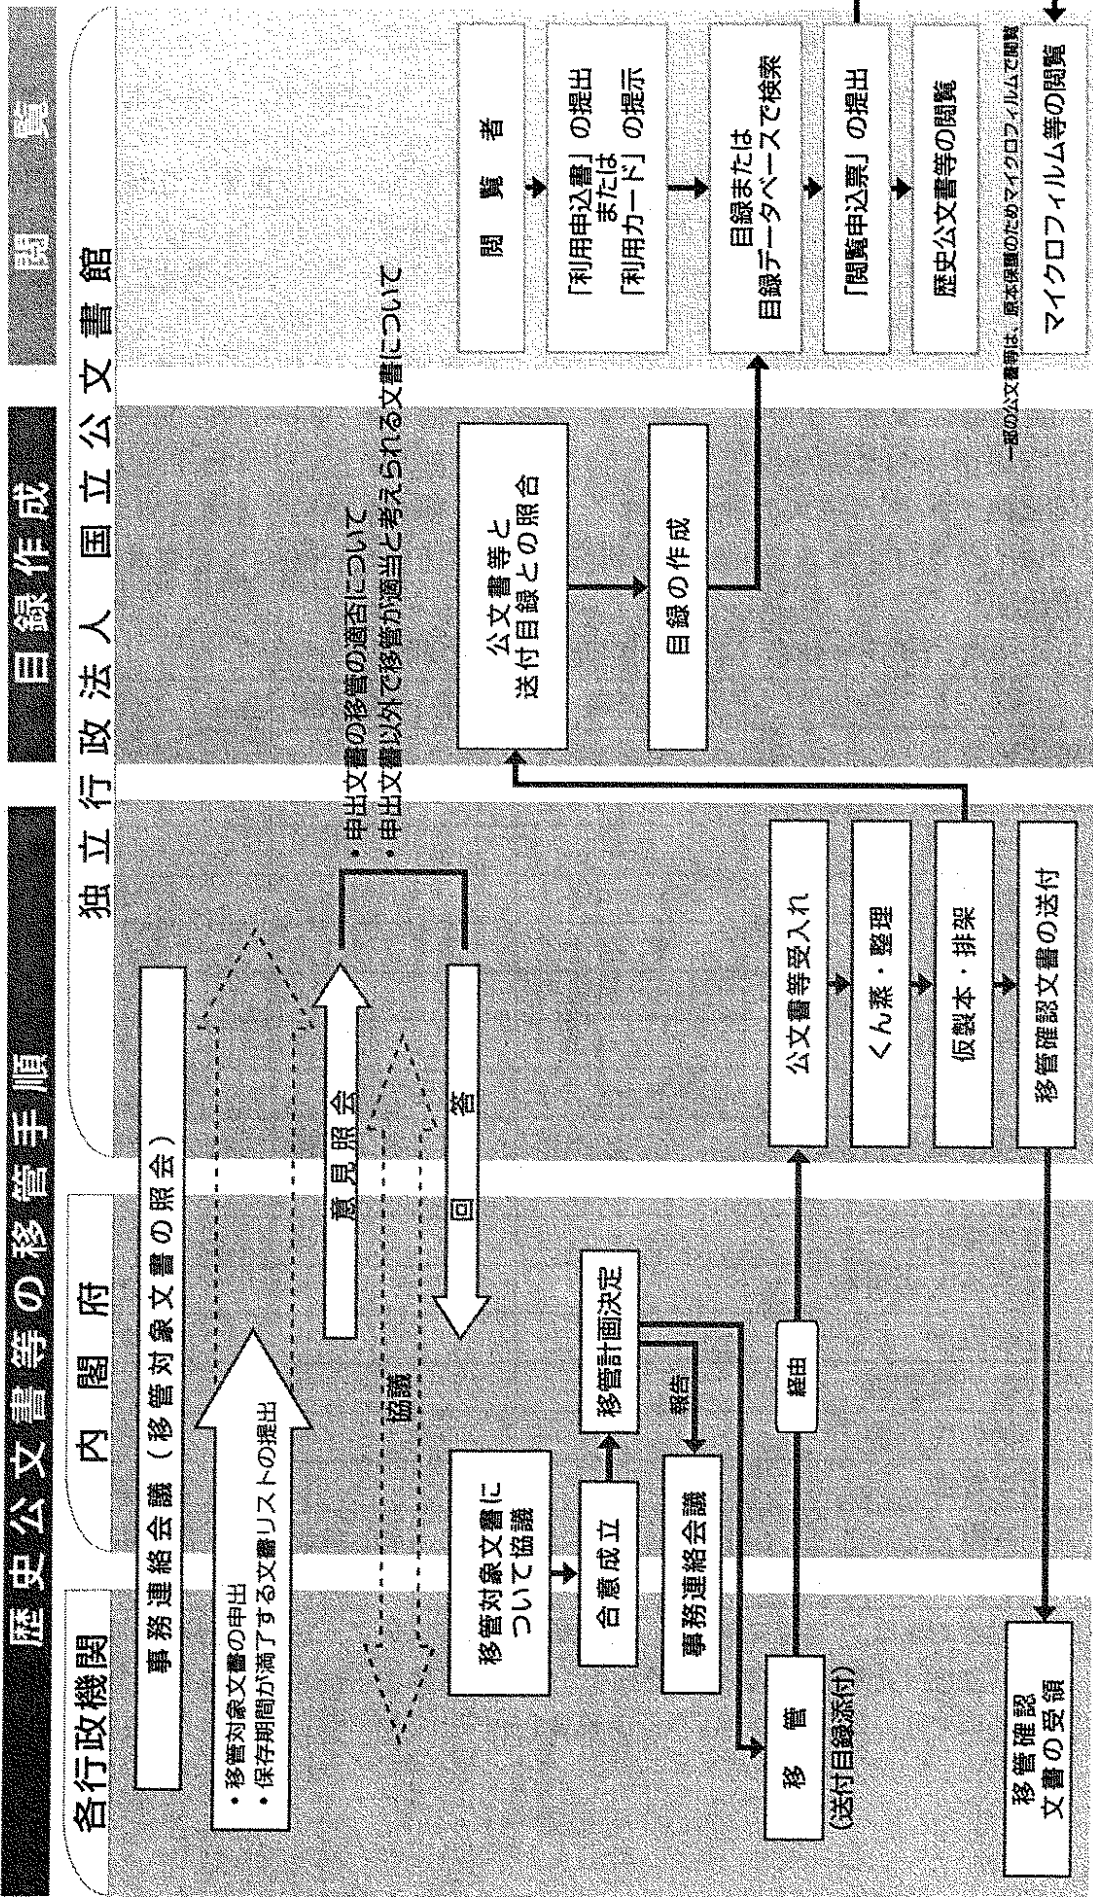 歴史公文書等の移管手順
目録作成
閲覧
各行政機関
内閣府
独立行政法人 国立公文書館
事務連絡会議（移管対象文書の照会）
・移管対象文書の申出
・保存期間が満了する文書リストの提出
意見照会
・申出文書の移管の適否について
・申出文書以外で移管が適当と考えられる文書について
協議
回答
移管対象文書に
ついて協議
合意成立
移管計画決定
報告
事務連絡会議
移管
(送付目録添付)
経由
公文書等受入れ
くん蒸・整理
仮製本・排架
移管確認文書の送付
移管確認
文書の受領
公文書等と
送付目録との照合
目録の作成
閲覧者
「利用申込書」の提出
または
「利用カード」の提示
目録または
目録データベースで検索
「閲覧申込票」の提出
歴史公文書等の閲覧
一部の公文書等は、原本保護のためマイクロフィルムで閲覧
マイクロフィルム等の閲覧